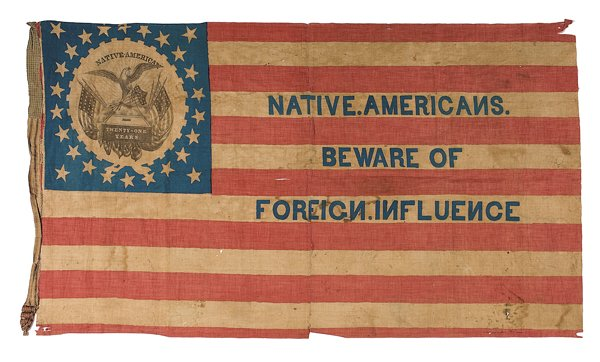 NATIVE-AMERICAN
TWENTY-ONE
YEARS.
NATIVE.AMERICANS.
BEWARE OF
FOREIGN.INFLUENCE